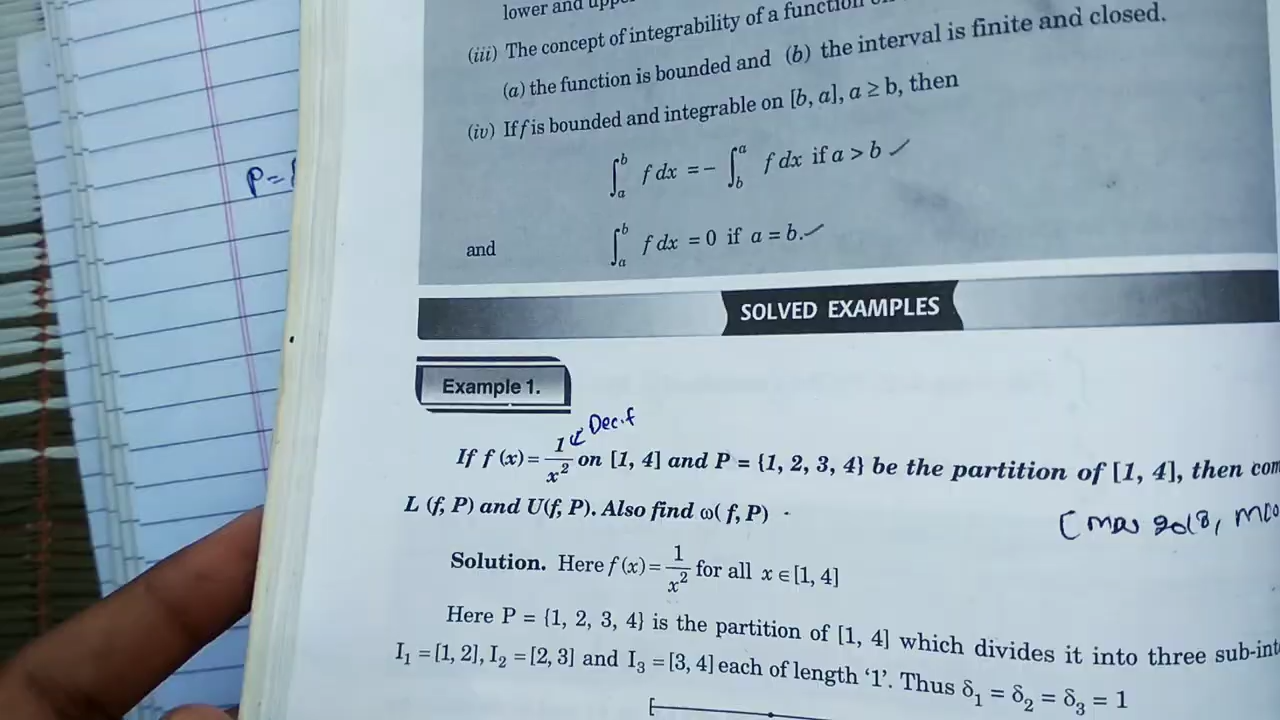 lower and
(iii) The concept of integrability of a function
(a) the function is bounded and (b) the interval is finite and closed.
(iv) If f is bounded and integrable on [b, a], a ≥ b, then
∫_a^b f dx = – ∫_b^a f dx if a > b ✓
and ∫_a^b f dx = 0 if a = b. ✓
P =
SOLVED EXAMPLES
Example 1.
Dec. f
If f (x) = 1/x² on [1, 4] and P = {1, 2, 3, 4} be the partition of [1, 4], then
L (f, P) and U(f, P). Also find ω( f, P)
2018,
Solution. Here f (x) = 1/x² for all x ∈ [1, 4]
Here P = {1, 2, 3, 4} is the partition of [1, 4] which divides it into three
I₁ = [1, 2], I₂ = [2, 3] and I₃ = [3, 4] each of length ‘1’. Thus δ₁ = δ₂ = δ₃ = 1